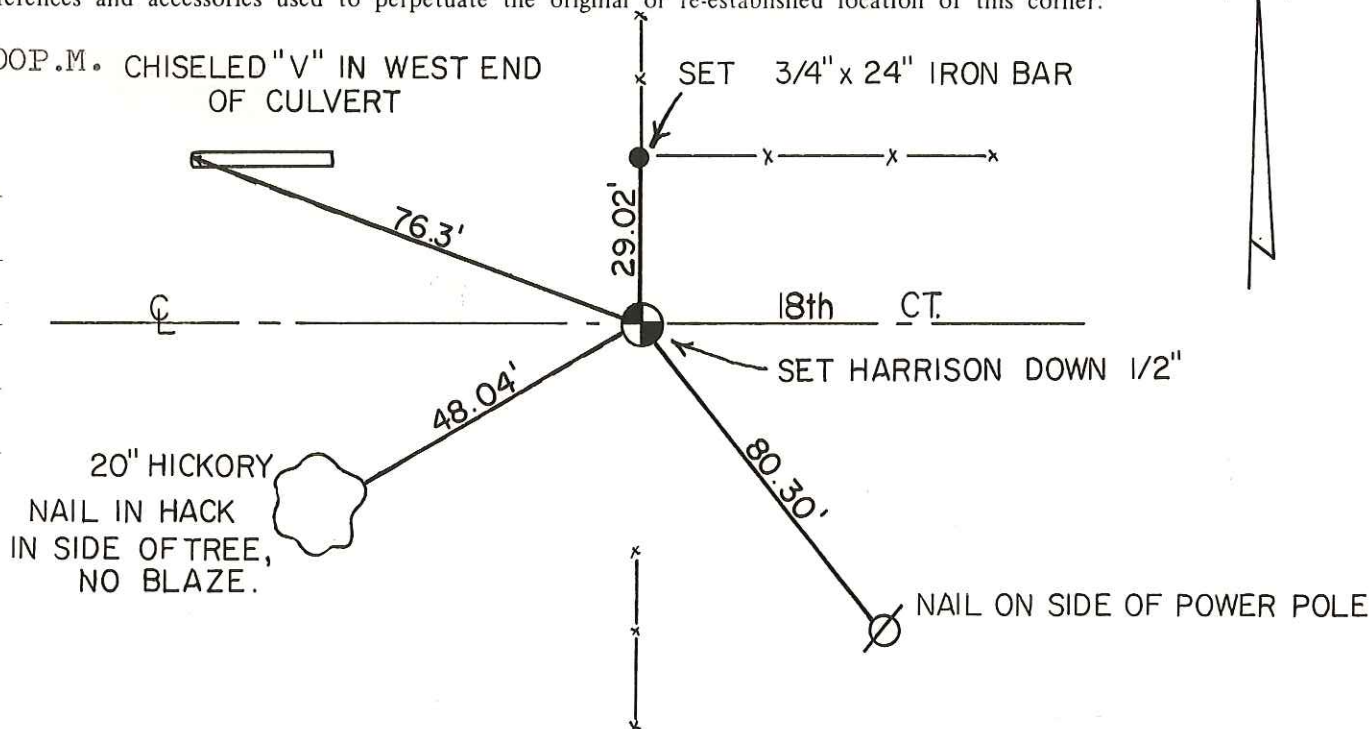 references and accessories used to perpetuate the original or re-established location of this corner.
00P.M. CHISELED "V" IN WEST END
OF CULVERT
SET 3/4" x 24" IRON BAR
76.3'
29.02'
℄
18th CT.
SET HARRISON DOWN 1/2"
48.04'
80.30'
20" HICKORY
NAIL IN HACK
IN SIDE OF TREE,
NO BLAZE.
NAIL ON SIDE OF POWER POLE